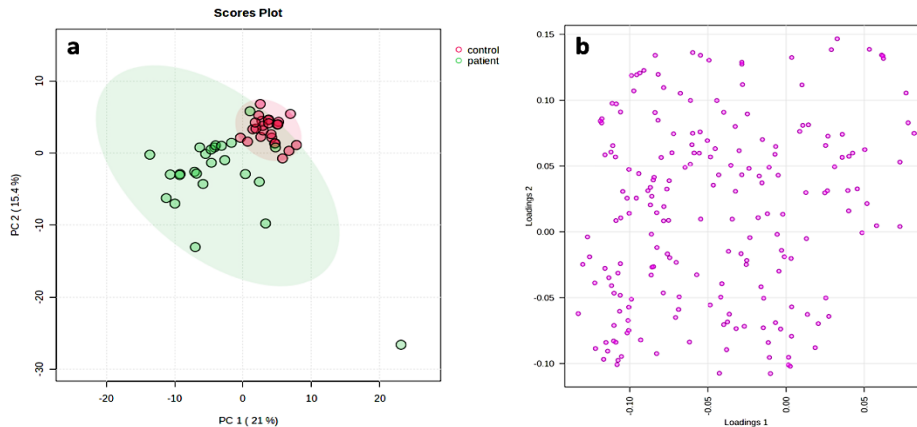 Scores Plot
a
control
patient
10
0
-10
-20
-30
PC 2 ( 15.4 %)
-20
-10
0
10
20
PC 1 ( 21 %)
b
0.15
0.10
0.05
0.00
-0.05
-0.10
Loadings 2
-0.10
-0.05
0.00
0.05
Loadings 1